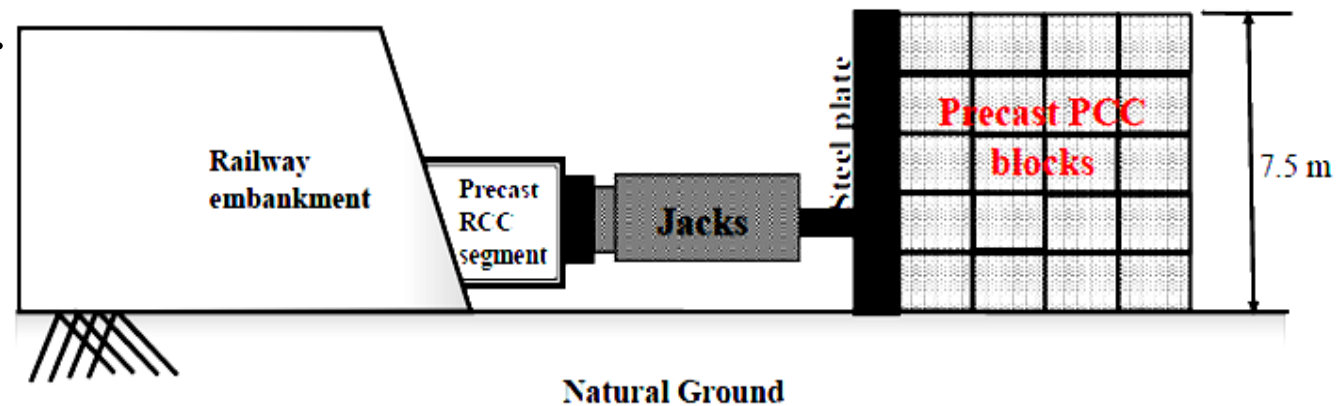 Railway
embankment
Precast
RCC
segment
Jacks
Steel plate
Precast PCC
blocks
7.5 m
Natural Ground